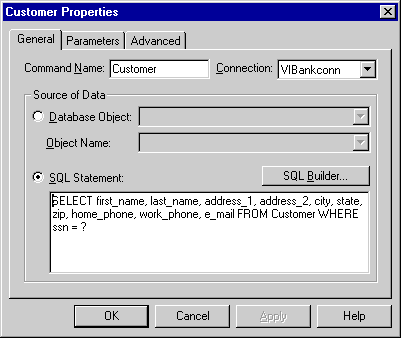 Customer Properties
General Parameters Advanced
Command Name: Customer Connection: VIBankconn
Source of Data
Database Object:
Object Name:
SQL Statement: SQL Builder...
SELECT first_name, last_name, address_1, address_2, city, state,
zip, home_phone, work_phone, e_mail FROM Customer WHERE
ssn = ?
OK Cancel Apply Help